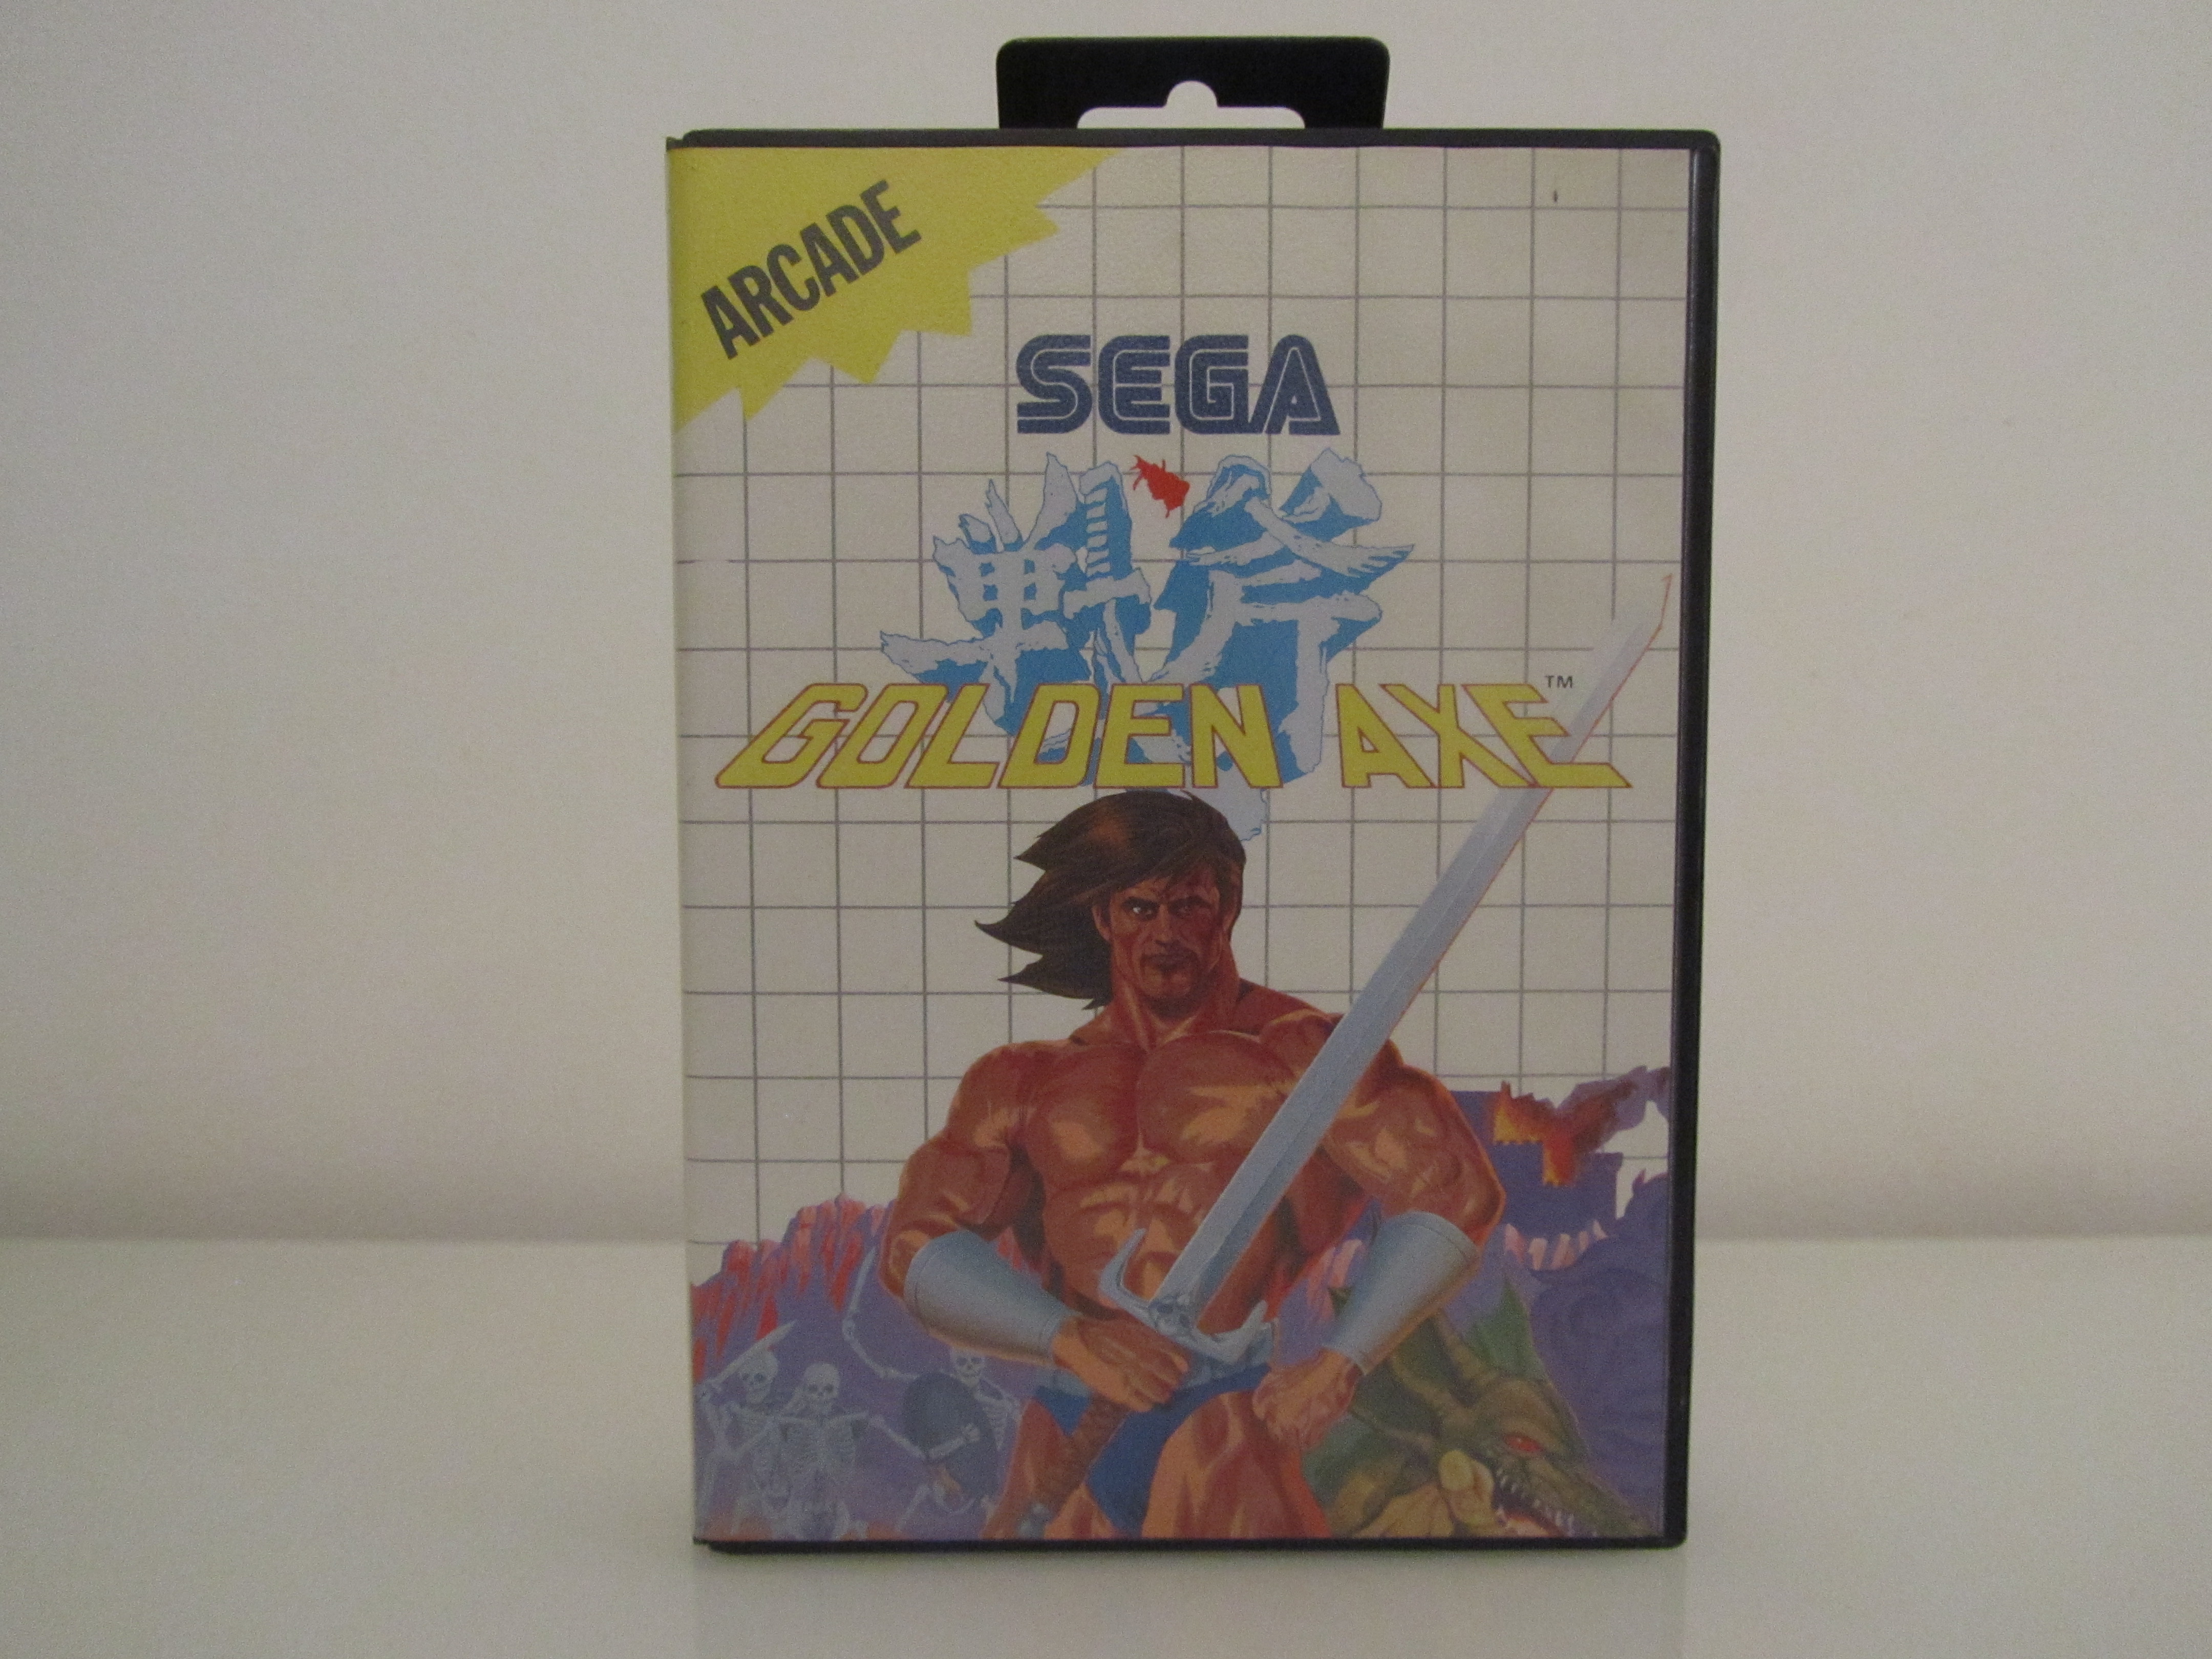 ARCADE
SEGA
戦斧
GOLDEN AXE™